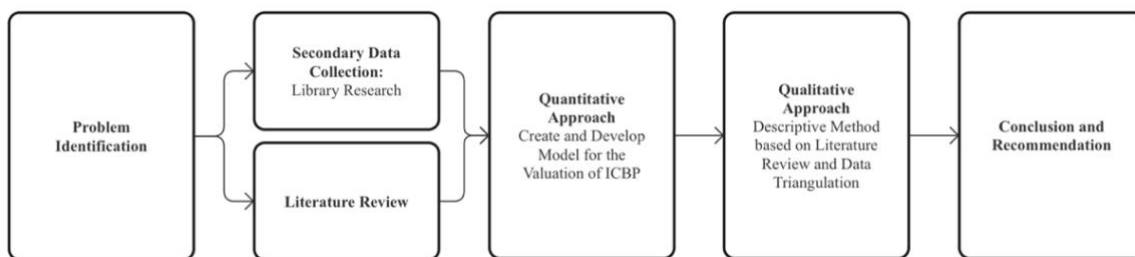 Problem
Identification
Secondary Data
Collection:
Library Research
Literature Review
Quantitative
Approach
Create and Develop
Model for the
Valuation of ICBP
Qualitative
Approach
Descriptive Method
based on Literature
Review and Data
Triangulation
Conclusion and
Recommendation